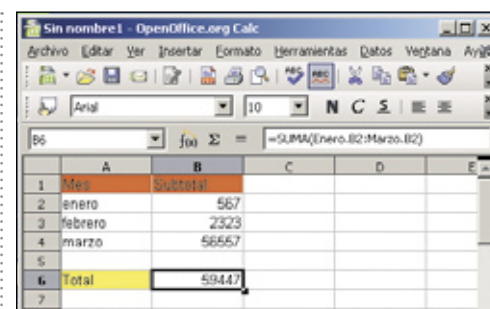 Sin nombre1 - OpenOffice.org Calc
Archivo Editar Ver Insertar Formato Herramientas Datos Ventana
Arial 10 N C S
B6 f(x) Σ = =SUMA(Enero.B2:Marzo.B2)
A B C D E
1 Mes Subtotal
2 enero 567
3 febrero 2323
4 marzo 56557
5
6 Total 59447
7